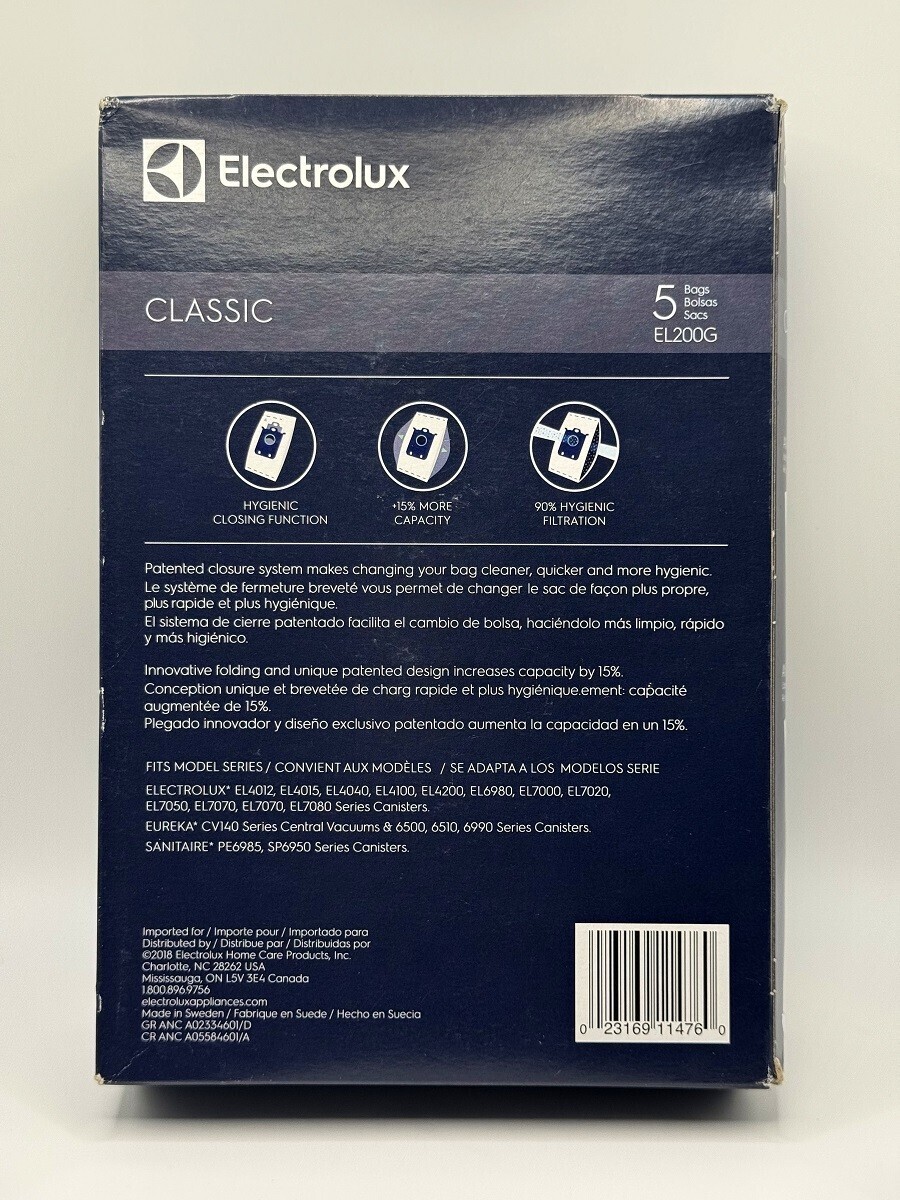 Electrolux
CLASSIC
5
Bags
Bolsas
Sacs
EL200G
HYGIENIC
CLOSING FUNCTION
+15% MORE
CAPACITY
90% HYGIENIC
FILTRATION
Patented closure system makes changing your bag cleaner, quicker and more hygienic.
Le système de fermeture breveté vous permet de changer le sac de façon plus propre,
plus rapide et plus hygiénique.
El sistema de cierre patentado facilita el cambio de bolsa, haciéndolo más limpio, rápido
y más higiénico.
Innovative folding and unique patented design increases capacity by 15%.
Conception unique et brevetée de charg rapide et plus hygiénique.ement: capacité
augmentée de 15%.
Plegado innovador y diseño exclusivo patentado aumenta la capacidad en un 15%.
FITS MODEL SERIES / CONVIENT AUX MODÈLES / SE ADAPTA A LOS MODELOS SERIE
ELECTROLUX* EL4012, EL4015, EL4040, EL4100, EL4200, EL6980, EL7000, EL7020,
EL7050, EL7070, EL7070, EL7080 Series Canisters.
EUREKA* CV140 Series Central Vacuums & 6500, 6510, 6990 Series Canisters.
SANITAIRE* PE6985, SP6950 Series Canisters.
Imported for / Importe pour / Importado para
Distributed by / Distribue par / Distribuidas por
©2018 Electrolux Home Care Products, Inc.
Charlotte, NC 28262 USA
Mississauga, ON L5V 3E4 Canada
1.800.896.9756
electroluxappliances.com
Made in Sweden / Fabrique en Suede / Hecho en Suecia
GR ANC A02334601/D
CR ANC A05584601/A
0 23169 11476 0